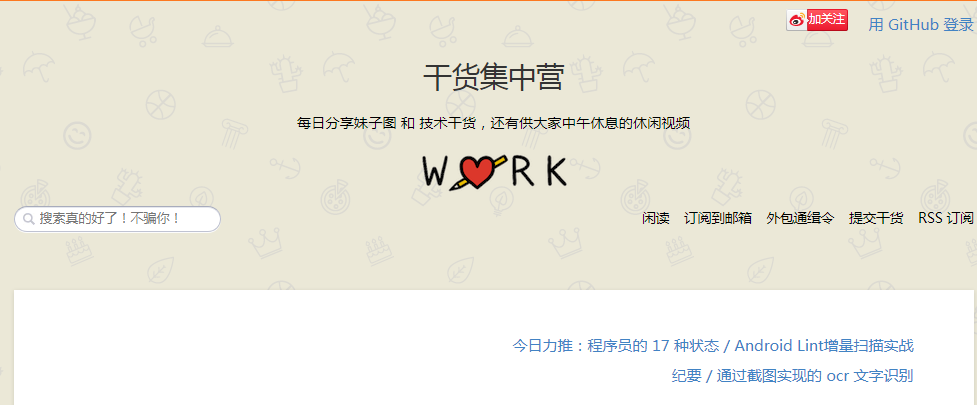 加关注 用 GitHub 登录
干货集中营
每日分享妹子图 和 技术干货，还有供大家中午休息的休闲视频
W RK
搜索真的好了！不骗你！ 闲读 订阅到邮箱 外包通缉令 提交干货 RSS 订阅
今日力推：程序员的 17 种状态 / Android Lint增量扫描实战
纪要 / 通过截图实现的 ocr 文字识别